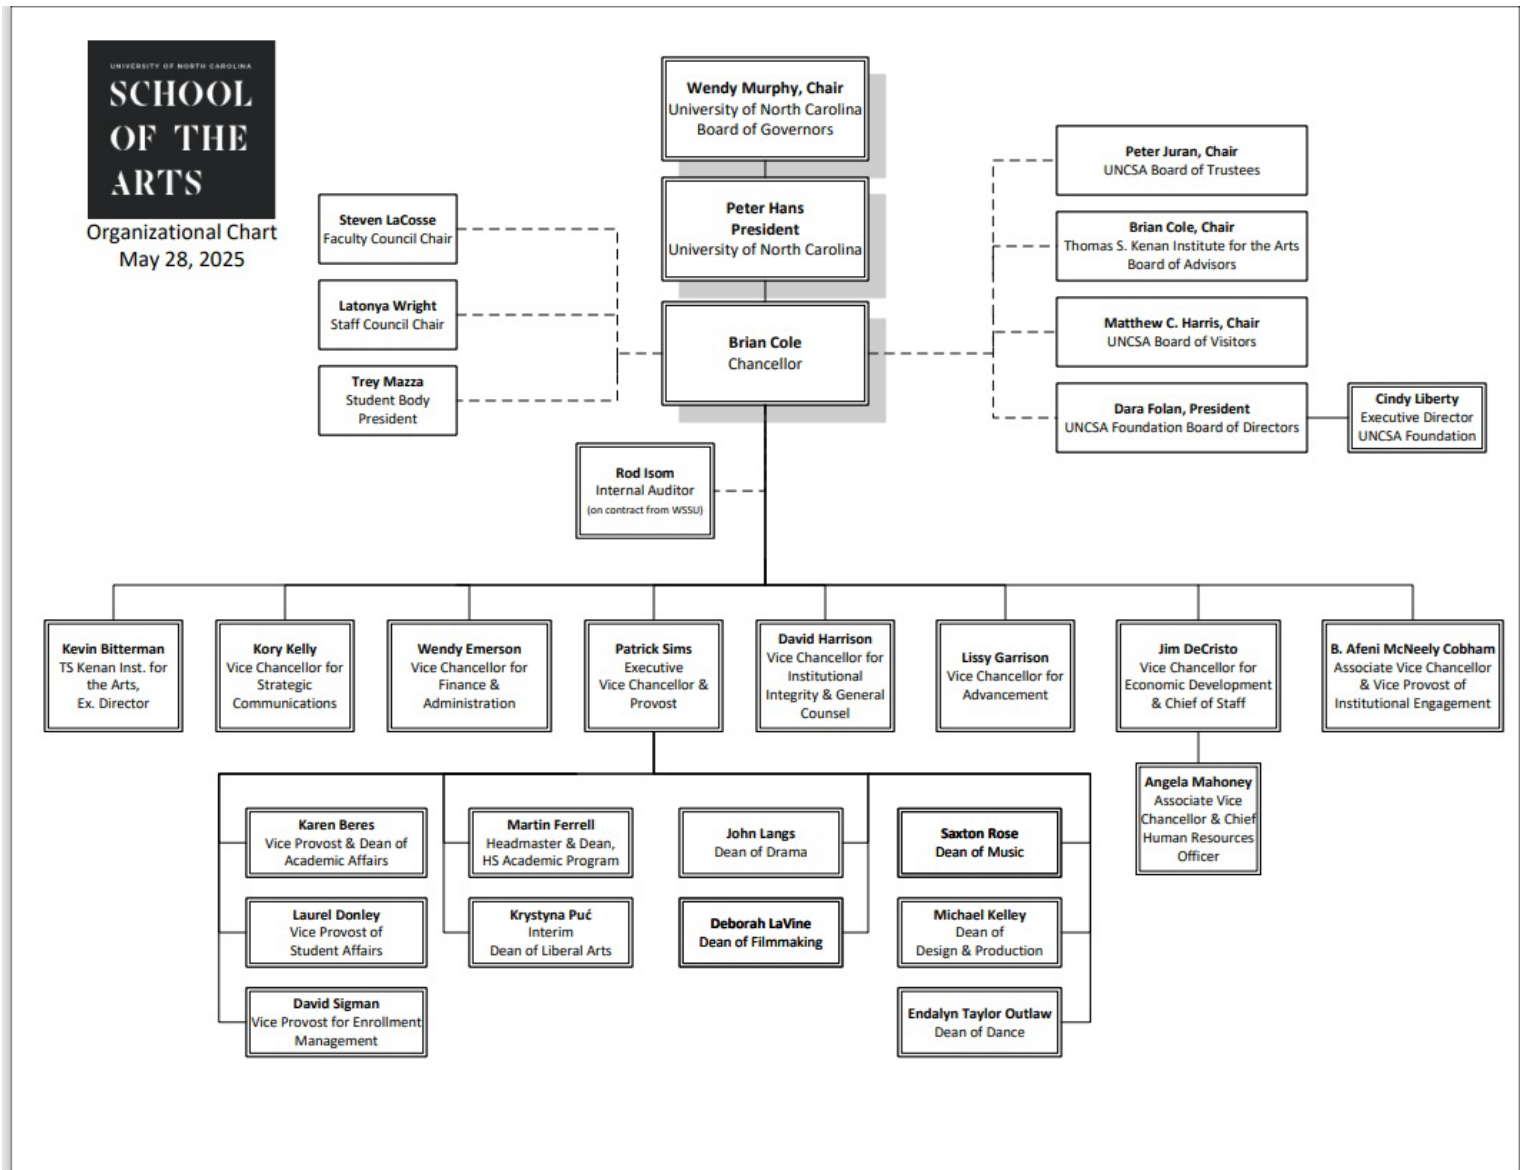 UNIVERSITY OF NORTH CAROLINA
SCHOOL
OF THE
ARTS
Organizational Chart
May 28, 2025
Wendy Murphy, Chair
University of North Carolina
Board of Governors
Peter Hans
President
University of North Carolina
Brian Cole
Chancellor
Steven LaCosse
Faculty Council Chair
Latonya Wright
Staff Council Chair
Trey Mazza
Student Body
President
Peter Juran, Chair
UNCSA Board of Trustees
Brian Cole, Chair
Thomas S. Kenan Institute for the Arts
Board of Advisors
Matthew C. Harris, Chair
UNCSA Board of Visitors
Dara Folan, President
UNCSA Foundation Board of Directors
Cindy Liberty
Executive Director
UNCSA Foundation
Rod Isom
Internal Auditor
(on contract from WSSU)
Kevin Bitterman
TS Kenan Inst. for
the Arts,
Ex. Director
Kory Kelly
Vice Chancellor for
Strategic
Communications
Wendy Emerson
Vice Chancellor for
Finance &
Administration
Patrick Sims
Executive
Vice Chancellor &
Provost
David Harrison
Vice Chancellor for
Institutional
Integrity & General
Counsel
Lissy Garrison
Vice Chancellor for
Advancement
Jim DeCristo
Vice Chancellor for
Economic Development
& Chief of Staff
B. Afeni McNeely Cobham
Associate Vice Chancellor
& Vice Provost of
Institutional Engagement
Angela Mahoney
Associate Vice
Chancellor & Chief
Human Resources
Officer
Karen Beres
Vice Provost & Dean of
Academic Affairs
Laurel Donley
Vice Provost of
Student Affairs
David Sigman
Vice Provost for Enrollment
Management
Martin Ferrell
Headmaster & Dean,
HS Academic Program
Krystyna Puć
Interim
Dean of Liberal Arts
John Langs
Dean of Drama
Deborah LaVine
Dean of Filmmaking
Saxton Rose
Dean of Music
Michael Kelley
Dean of
Design & Production
Endalyn Taylor Outlaw
Dean of Dance